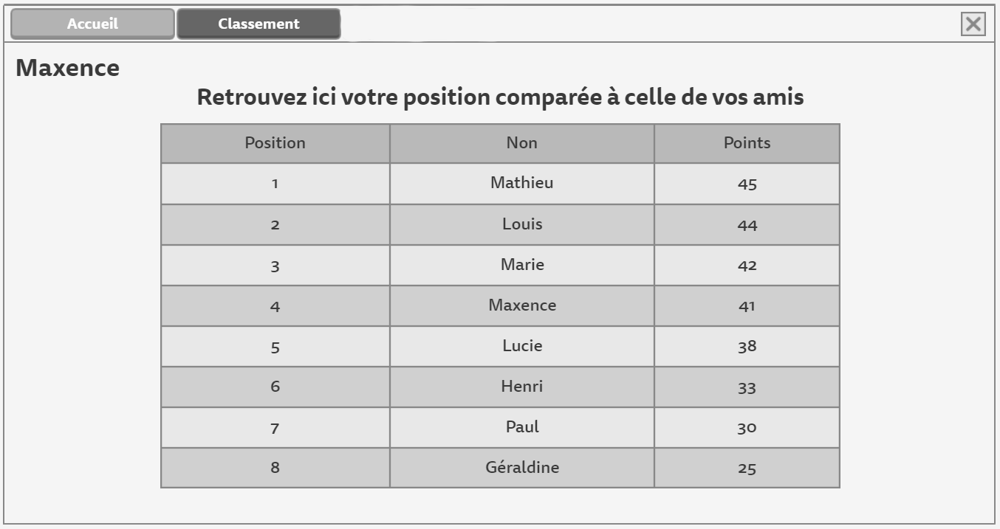 Accueil Classement
Maxence
Retrouvez ici votre position comparée à celle de vos amis
Position Non Points
1 Mathieu 45
2 Louis 44
3 Marie 42
4 Maxence 41
5 Lucie 38
6 Henri 33
7 Paul 30
8 Géraldine 25